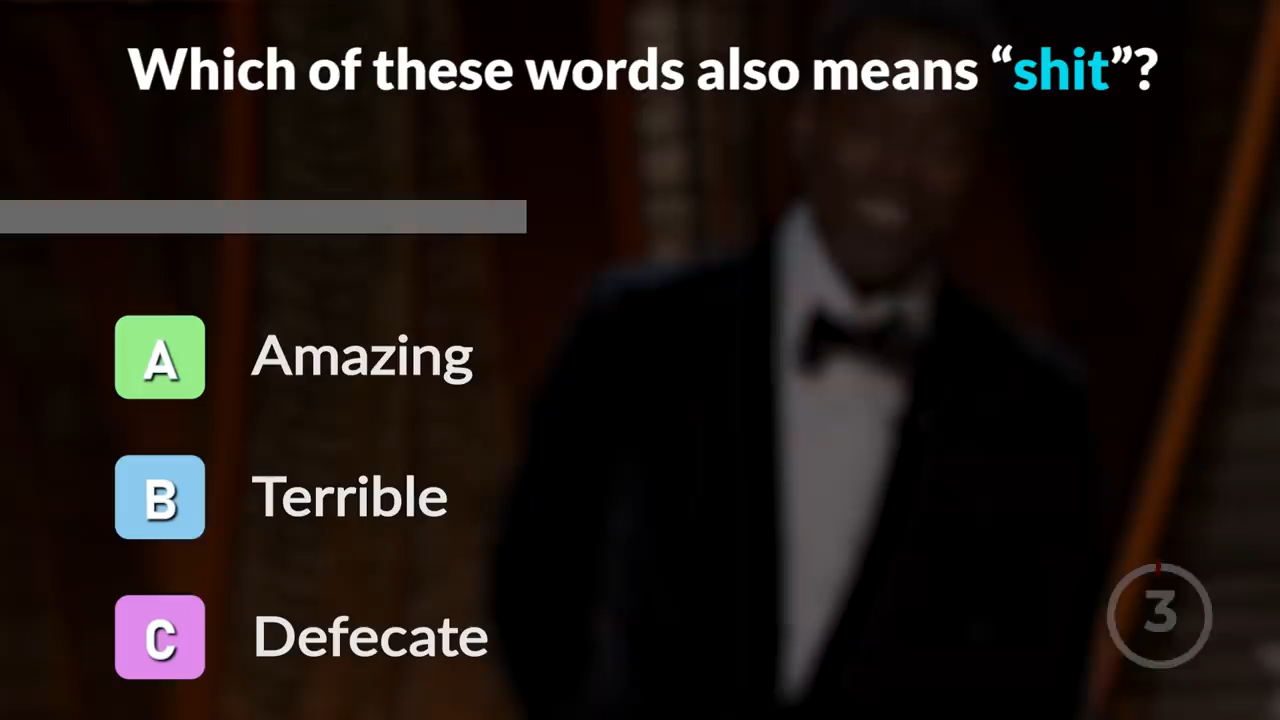 Which of these words also means “shit”?
A Amazing
B Terrible
C Defecate
3